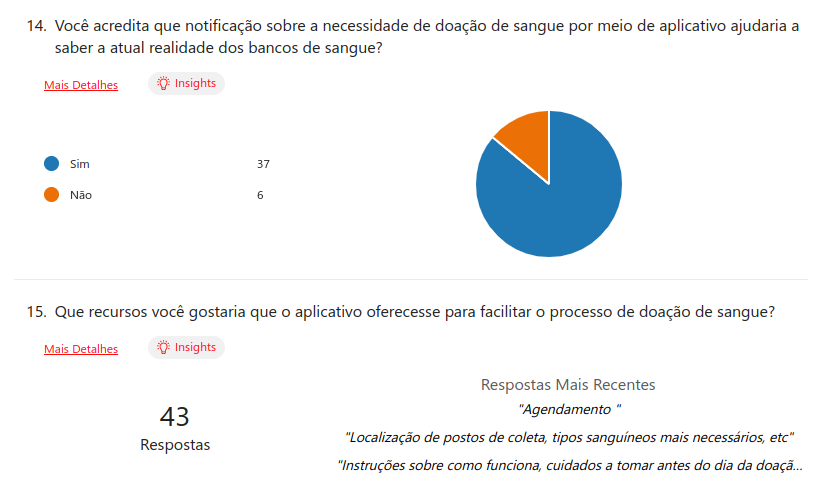 14. Você acredita que notificação sobre a necessidade de doação de sangue por meio de aplicativo ajudaria a
saber a atual realidade dos bancos de sangue?
Mais Detalhes
Insights
Sim 37
Não 6
15. Que recursos você gostaria que o aplicativo oferecesse para facilitar o processo de doação de sangue?
Mais Detalhes
Insights
43
Respostas
Respostas Mais Recentes
"Agendamento "
"Localização de postos de coleta, tipos sanguíneos mais necessários, etc"
"Instruções sobre como funciona, cuidados a tomar antes do dia da doaçã...